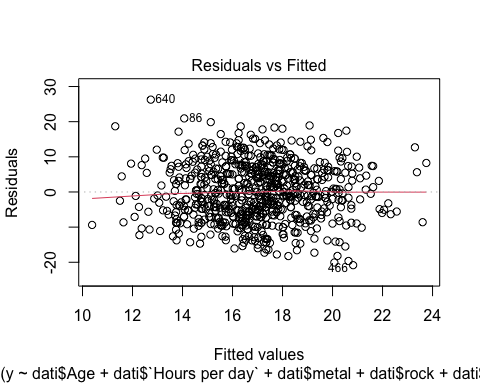 Residuals vs Fitted
30
20
10
0
-20
Residuals
640
86
466
10 12 14 16 18 20 22 24
Fitted values
(y ~ dati$Age + dati$`Hours per day` + dati$metal + dati$rock + dati$